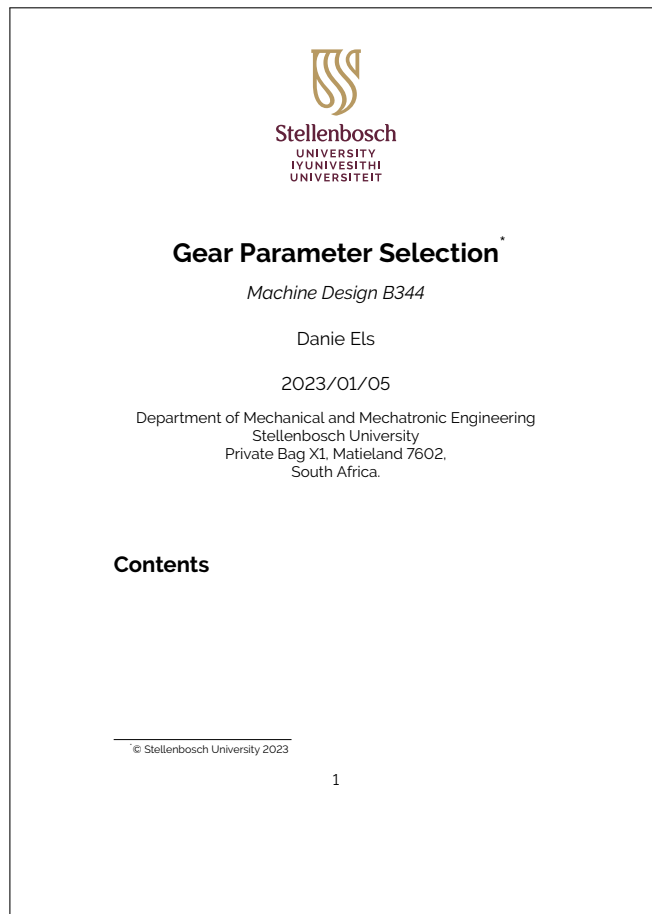 Stellenbosch
UNIVERSITY
IYUNIVESITHI
UNIVERSITEIT
Gear Parameter Selection*
Machine Design B344
Danie Els
2023/01/05
Department of Mechanical and Mechatronic Engineering
Stellenbosch University
Private Bag X1, Matieland 7602,
South Africa.
Contents
*© Stellenbosch University 2023
1